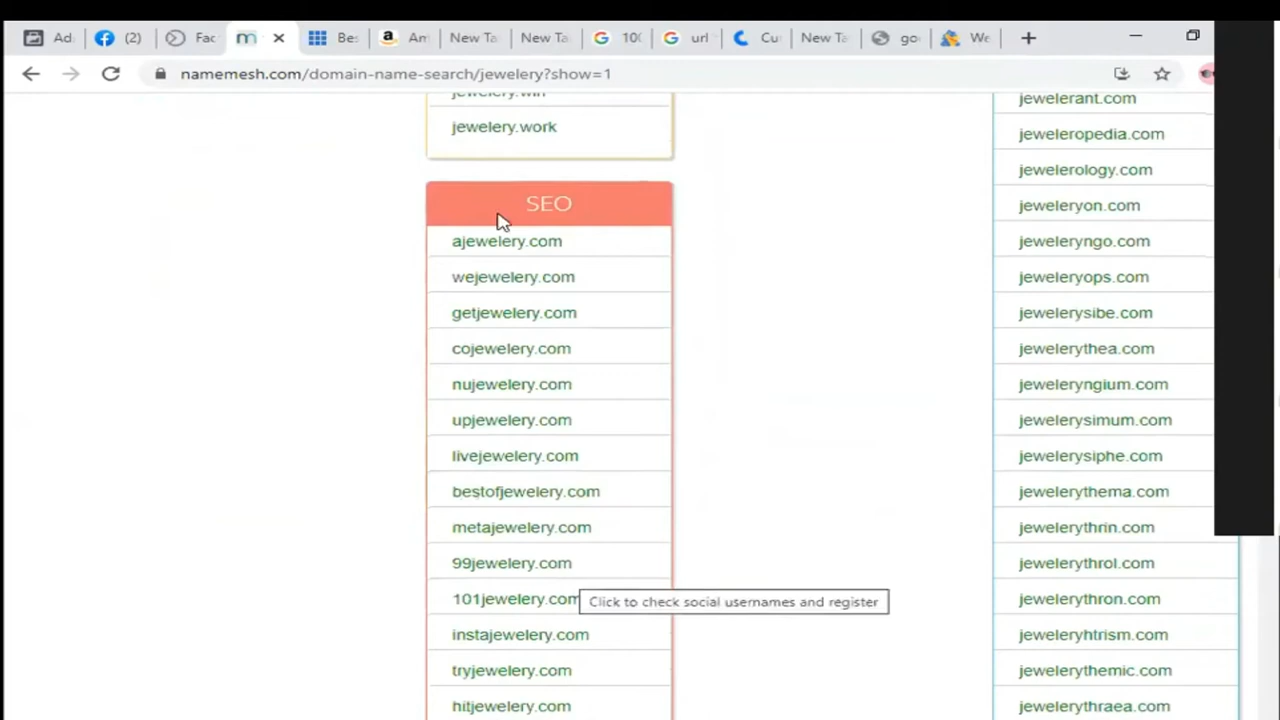 Ad
(2)
Fac
Be
Am
New Ta
New Ta
10
url
Cu
New Ta
go
We
namemesh.com/domain-name-search/jewelery?show=1
jewelery.win
jewelery.work
SEO
ajewelery.com
wejewelery.com
getjewelery.com
cojewelery.com
nujewelery.com
upjewelery.com
livejewelery.com
bestofjewelery.com
metajewelery.com
99jewelery.com
101jewelery.com
Click to check social usernames and register
instajewelery.com
tryjewelery.com
hitjewelery.com
jewelerant.com
jeweleropedia.com
jewelerology.com
jeweleryon.com
jeweleryngo.com
jeweleryops.com
jewelerysibe.com
jewelerythea.com
jeweleryngium.com
jewelerysimum.com
jewelerysiphe.com
jewelerythema.com
jewelerythrin.com
jewelerythrol.com
jewelerythron.com
jeweleryhtrism.com
jewelerythemic.com
jewelerythraea.com